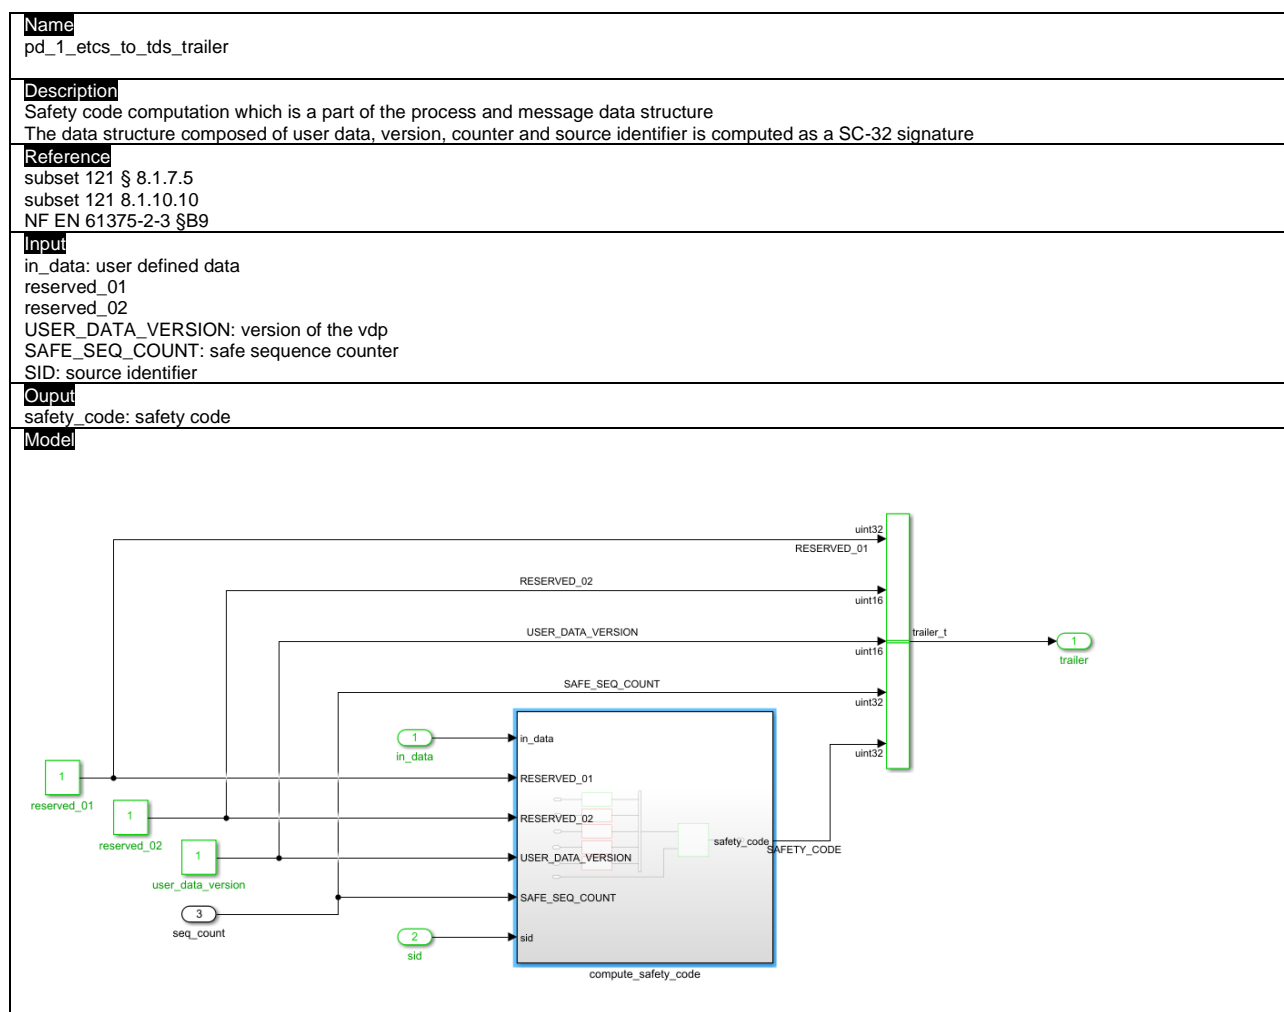 Name
pd_1_etcs_to_tds_trailer
Description
Safety code computation which is a part of the process and message data structure
The data structure composed of user data, version, counter and source identifier is computed as a SC-32 signature
Reference
subset 121 § 8.1.7.5
subset 121 8.1.10.10
NF EN 61375-2-3 §B9
Input
in_data: user defined data
reserved_01
reserved_02
USER_DATA_VERSION: version of the vdp
SAFE_SEQ_COUNT: safe sequence counter
SID: source identifier
Ouput
safety_code: safety code
Model
uint32
RESERVED_01
RESERVED_02
uint16
USER_DATA_VERSION
trailer_t
1
uint16
trailer
SAFE_SEQ_COUNT
uint32
1
in_data
in_data
uint32
1
RESERVED_01
reserved_01
1
RESERVED_02
reserved_02
safety_code
SAFETY_CODE
1
USER_DATA_VERSION
user_data_version
SAFE_SEQ_COUNT
3
seq_count
2
sid
sid
compute_safety_code